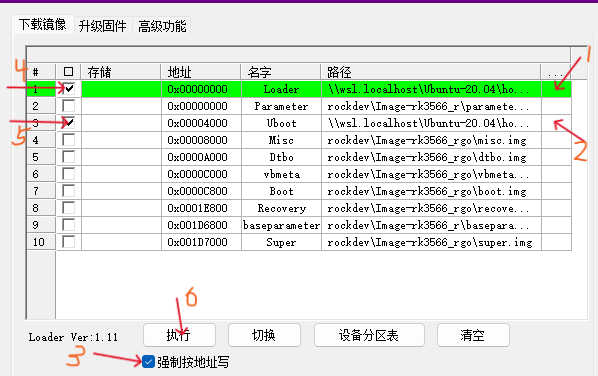 下载镜像 升级固件 高级功能
# 存储 地址 名字 路径 ...
1 0x00000000 Loader \\wsl.localhost\Ubuntu-20.04\ho...
2 0x00000000 Parameter rockdev\Image-rk3566_r\paramete...
3 0x00004000 Uboot \\wsl.localhost\Ubuntu-20.04\ho...
4 0x00008000 Misc rockdev\Image-rk3566_rgo\misc.img
5 0x0000A000 Dtbo rockdev\Image-rk3566_rgo\dtbo.img
6 0x0000C000 vbmeta rockdev\Image-rk3566_rgo\vbmeta...
7 0x0000C800 Boot rockdev\Image-rk3566_rgo\boot.img
8 0x0001E800 Recovery rockdev\Image-rk3566_rgo\recove...
9 0x001D6800 baseparameter rockdev\Image-rk3566_r\basepara...
10 0x001D7000 Super rockdev\Image-rk3566_rgo\super.img
Loader Ver:1.11 执行 切换 设备分区表 清空
强制按地址写
1
2
3
4
5
6